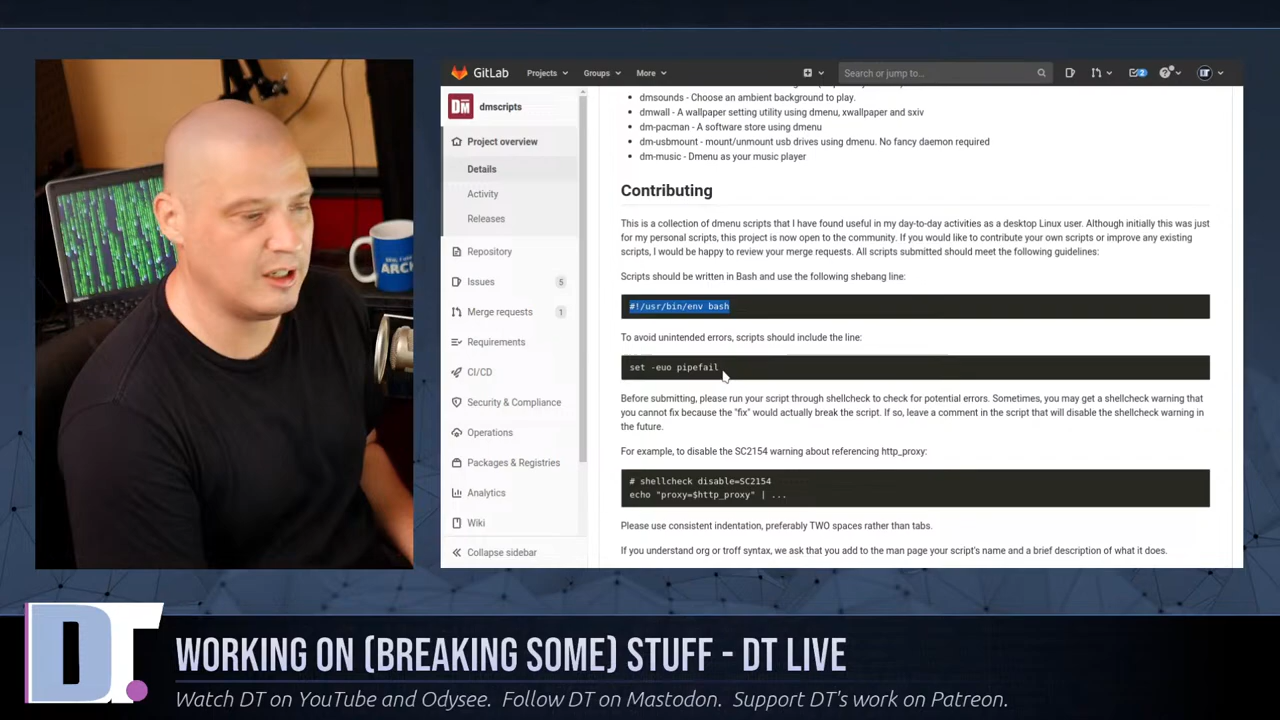 GitLab Projects Groups More Search or jump to... 2 DT
DM dmscripts
Project overview
Details
Activity
Releases
Repository
Issues 5
Merge requests 1
Requirements
CI/CD
Security & Compliance
Operations
Packages & Registries
Analytics
Wiki
Collapse sidebar
dmsounds - Choose an ambient background to play.
dmwall - A wallpaper setting utility using dmenu, xwallpaper and sxiv
dm-pacman - A software store using dmenu
dm-usbmount - mount/unmount usb drives using dmenu. No fancy daemon required
dm-music - Dmenu as your music player
Contributing
This is a collection of dmenu scripts that I have found useful in my day-to-day activities as a desktop Linux user. Although initially this was just
for my personal scripts, this project is now open to the community. If you would like to contribute your own scripts or improve any existing
scripts, I would be happy to review your merge requests. All scripts submitted should meet the following guidelines:
Scripts should be written in Bash and use the following shebang line:
#!/usr/bin/env bash
To avoid unintended errors, scripts should include the line:
set -euo pipefail
Before submitting, please run your script through shellcheck to check for potential errors. Sometimes, you may get a shellcheck warning that
you cannot fix because the "fix" would actually break the script. If so, leave a comment in the script that will disable the shellcheck warning in
the future.
For example, to disable the SC2154 warning about referencing http_proxy:
# shellcheck disable=SC2154
echo "proxy=$http_proxy" | ...
Please use consistent indentation, preferably TWO spaces rather than tabs.
If you understand org or troff syntax, we ask that you add to the man page your script's name and a brief description of what it does.
ARCH
DT.
WORKING ON (BREAKING SOME) STUFF - DT LIVE
Watch DT on YouTube and Odysee. Follow DT on Mastodon. Support DT's work on Patreon.